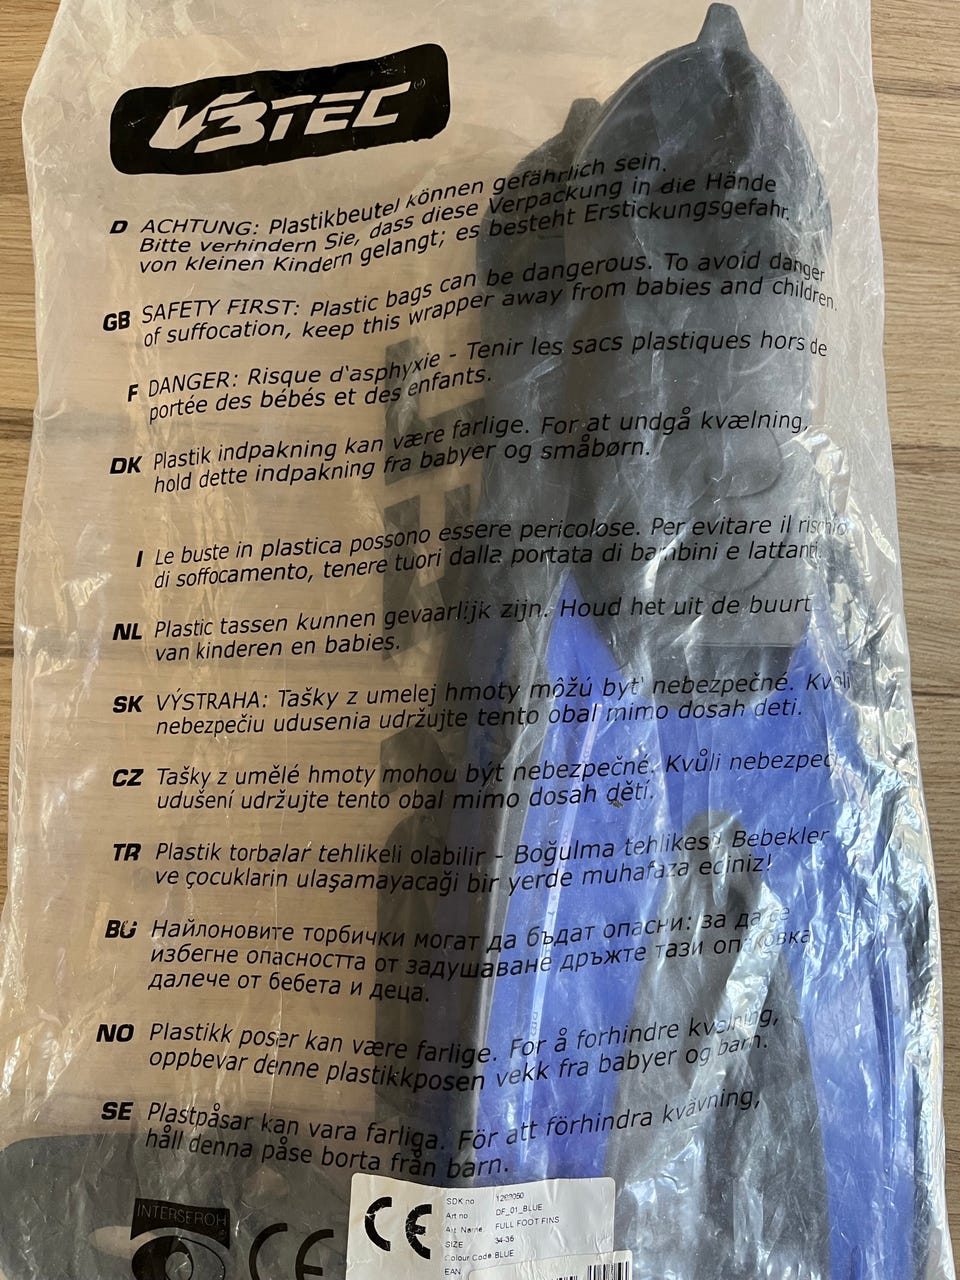 V3TEC
D ACHTUNG: Plastikbeutel können gefährlich sein.
Bitte verhindern Sie, dass diese Verpackung in die Hände
von kleinen Kindern gelangt; es besteht Erstickungsgefahr.
GB SAFETY FIRST: Plastic bags can be dangerous. To avoid danger
of suffocation, keep this wrapper away from babies and children.
F DANGER: Risque d'asphyxie - Tenir les sacs plastiques hors de
portée des bébés et des enfants.
DK Plastik indpakning kan være farlige. For at undgå kvælning,
hold dette indpakning fra babyer og småbørn.
I Le buste in plastica possono essere pericolose. Per evitare il rischio
di soffocamento, tenere tuori dalla portata di bambini e lattanti.
NL Plastic tassen kunnen gevaarlijk zijn. Houd het uit de buurt
van kinderen en babies.
SK VÝSTRAHA: Tašky z umelej hmoty môžú byt' nebezpečné. Kvôli
nebezpečiu udusenia udržujte tento obal mimo dosah deti.
CZ Tašky z umělé hmoty mohou být nebezpečné. Kvůli nebezpeč
udušení udržujte tento obal mimo dosah dětí.
TR Plastik torbalar tehlikeli olabilir - Boğulma tehlikesi! Bebekler
ve çocuklarin ulaşamayacaği bir yerde muhafaza ediniz!
BG Найлоновите торбички могат да бъдат опасни: за да се
избегне опасността от задушаване дръжте тази опаковка
далече от бебета и деца.
NO Plastikk poser kan være farlige. For å forhindre kvelning,
oppbevar denne plastikkposen vekk fra babyer og barn.
SE Plastpåsar kan vara farliga. För att förhindra kvävning,
håll denna påse borta från barn.
INTERSEROH
CE
CE
SDK no
Art no DF_01_BLUE
Art. Name: FULL FOOT FINS
SIZE 34-36
Colour Code BLUE
EAN